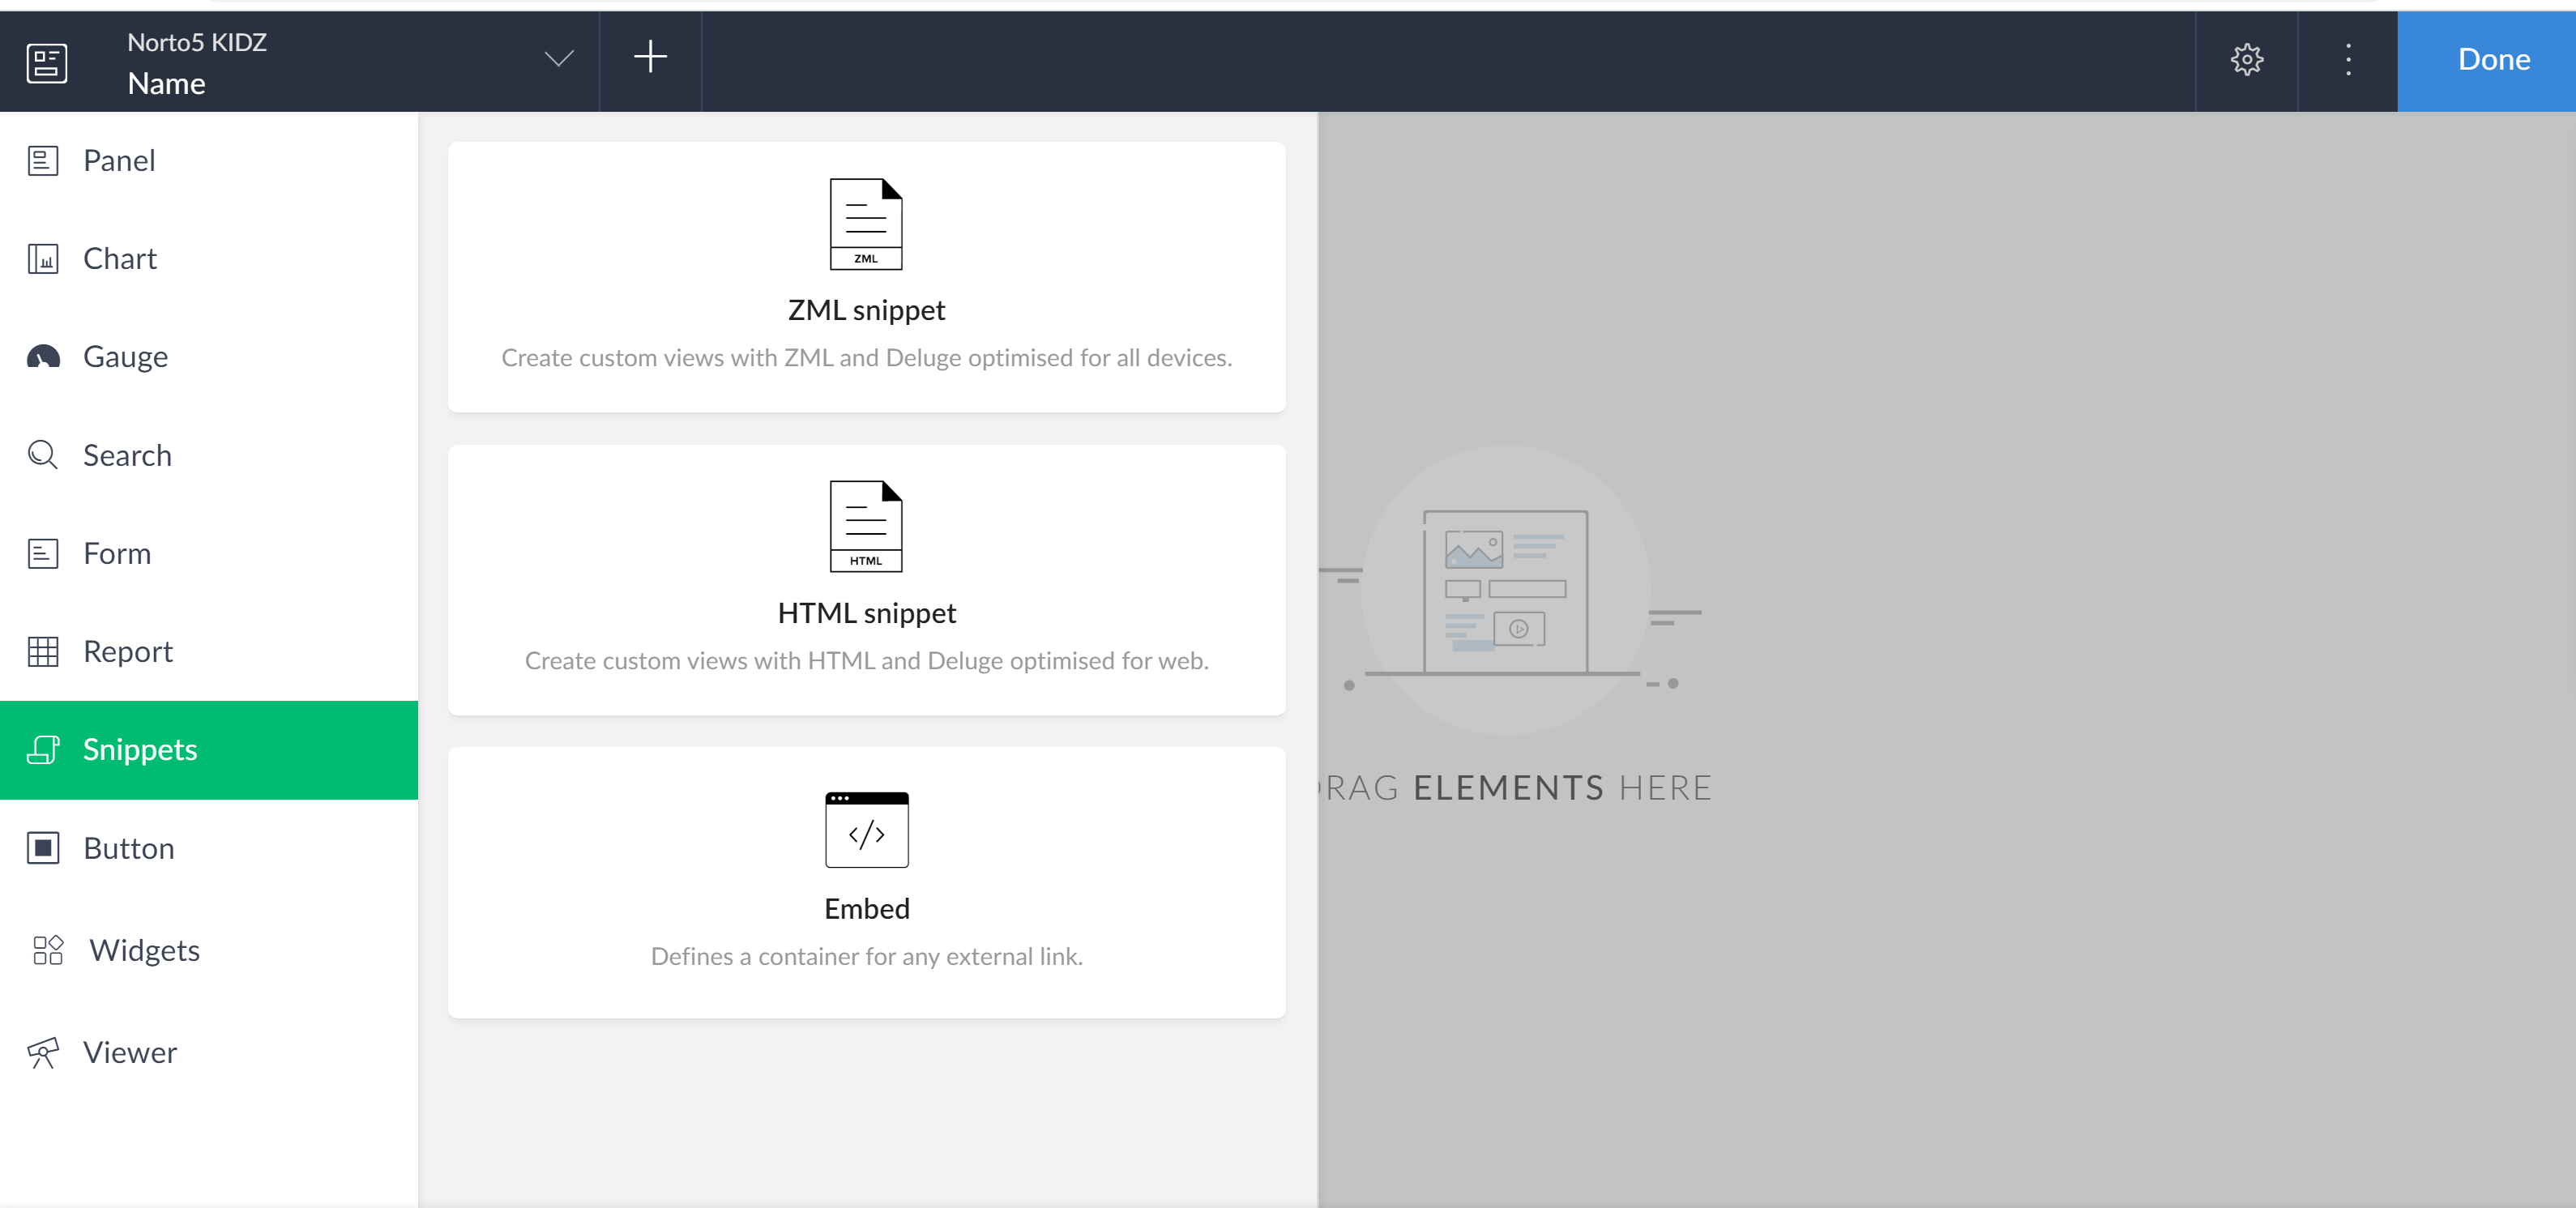 Norto5 KIDZ
Name
Done
Panel
Chart
Gauge
Search
Form
Report
Snippets
Button
Widgets
Viewer
ZML
ZML snippet
Create custom views with ZML and Deluge optimised for all devices.
HTML
HTML snippet
Create custom views with HTML and Deluge optimised for web.
</>
Embed
Defines a container for any external link.
RAG ELEMENTS HERE